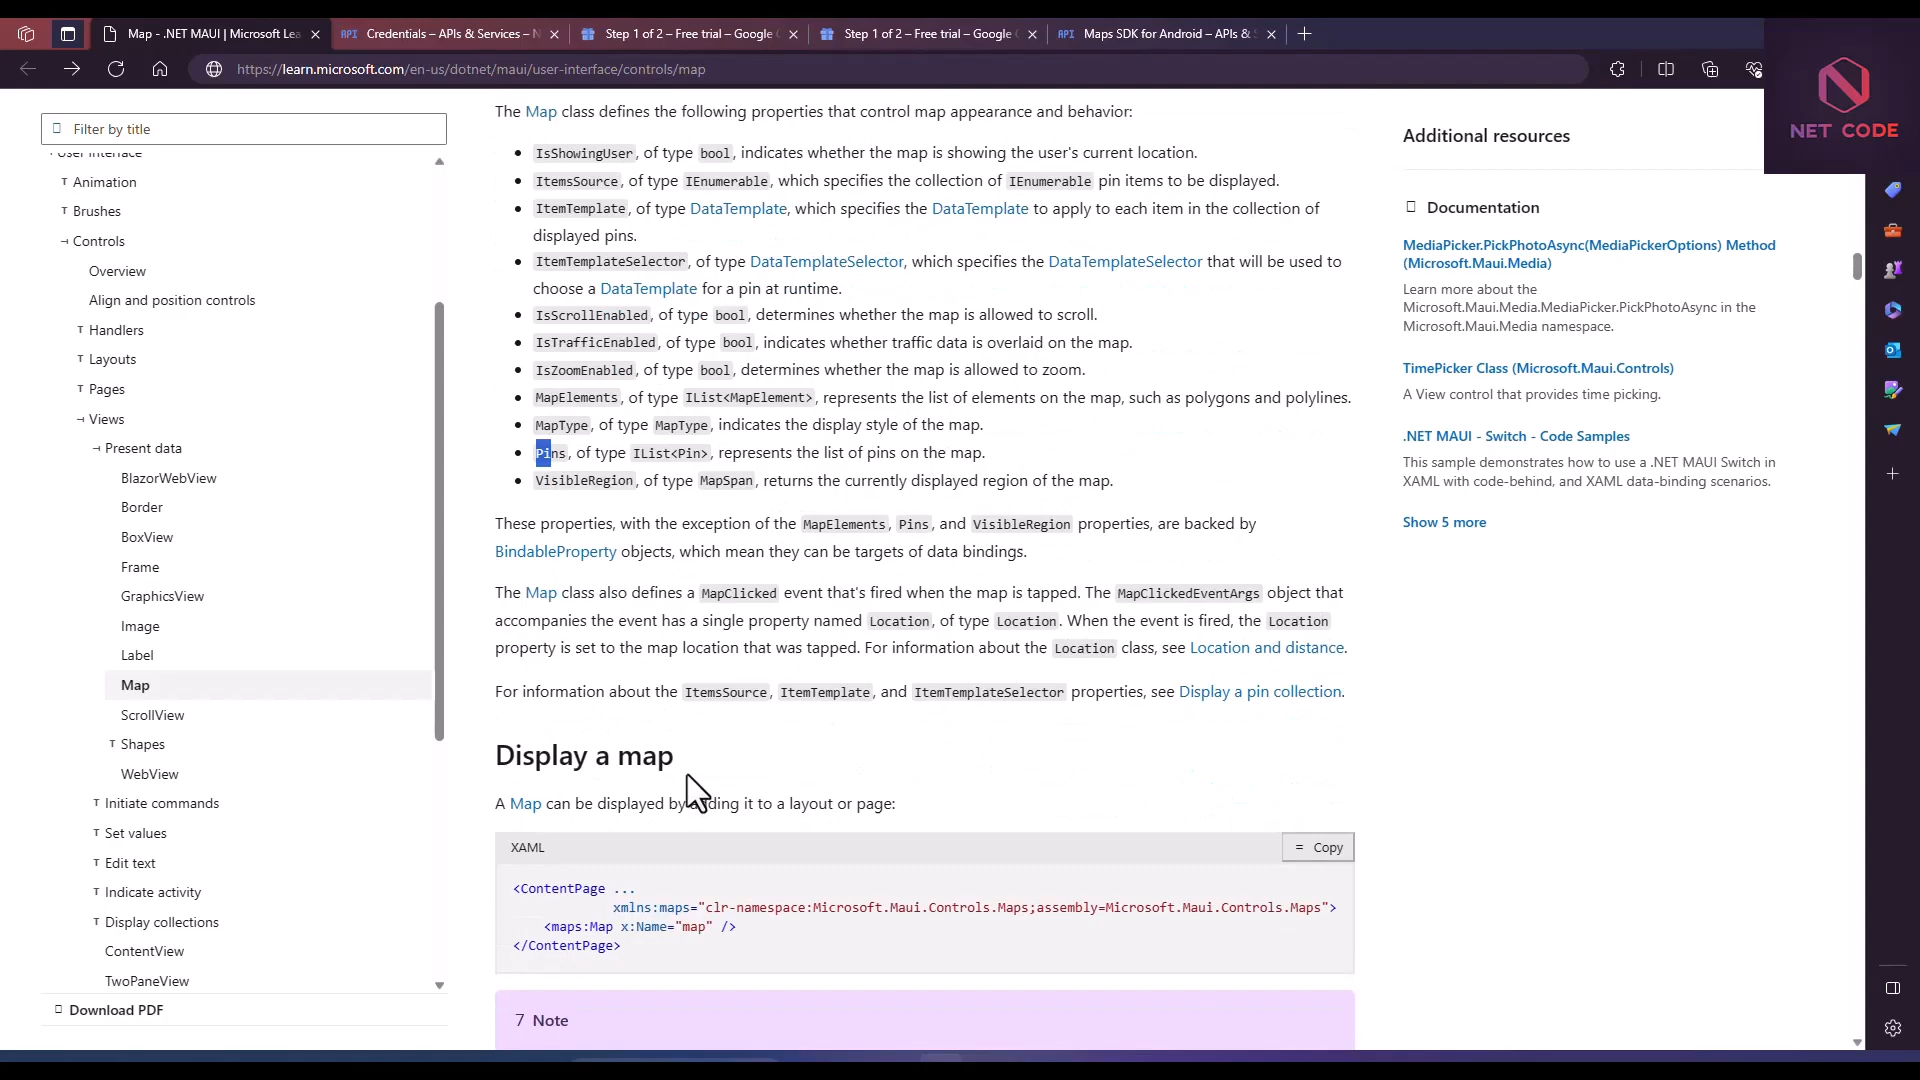 Map - .NET MAUI | Microsoft Lea
Credentials – APIs & Services – N
Step 1 of 2 – Free trial – Google C
Step 1 of 2 – Free trial – Google C
Maps SDK for Android – APIs & S
https://learn.microsoft.com/en-us/dotnet/maui/user-interface/controls/map
NET CODE
Filter by title
User interface
Animation
Brushes
Controls
Overview
Align and position controls
Handlers
Layouts
Pages
Views
Present data
BlazorWebView
Border
BoxView
Frame
GraphicsView
Image
Label
Map
ScrollView
Shapes
WebView
Initiate commands
Set values
Edit text
Indicate activity
Display collections
ContentView
TwoPaneView
Download PDF
The Map class defines the following properties that control map appearance and behavior:
• IsShowingUser, of type bool, indicates whether the map is showing the user's current location.
• ItemsSource, of type IEnumerable, which specifies the collection of IEnumerable pin items to be displayed.
• ItemTemplate, of type DataTemplate, which specifies the DataTemplate to apply to each item in the collection of
displayed pins.
• ItemTemplateSelector, of type DataTemplateSelector, which specifies the DataTemplateSelector that will be used to
choose a DataTemplate for a pin at runtime.
• IsScrollEnabled, of type bool, determines whether the map is allowed to scroll.
• IsTrafficEnabled, of type bool, indicates whether traffic data is overlaid on the map.
• IsZoomEnabled, of type bool, determines whether the map is allowed to zoom.
• MapElements, of type IList<MapElement>, represents the list of elements on the map, such as polygons and polylines.
• MapType, of type MapType, indicates the display style of the map.
• Pins, of type IList<Pin>, represents the list of pins on the map.
• VisibleRegion, of type MapSpan, returns the currently displayed region of the map.
These properties, with the exception of the MapElements, Pins, and VisibleRegion properties, are backed by
BindableProperty objects, which mean they can be targets of data bindings.
The Map class also defines a MapClicked event that's fired when the map is tapped. The MapClickedEventArgs object that
accompanies the event has a single property named Location, of type Location. When the event is fired, the Location
property is set to the map location that was tapped. For information about the Location class, see Location and distance.
For information about the ItemsSource, ItemTemplate, and ItemTemplateSelector properties, see Display a pin collection.
Display a map
A Map can be displayed by adding it to a layout or page:
XAML
Copy
<ContentPage ...
xmlns:maps="clr-namespace:Microsoft.Maui.Controls.Maps;assembly=Microsoft.Maui.Controls.Maps">
<maps:Map x:Name="map" />
</ContentPage>
7 Note
Additional resources
Documentation
MediaPicker.PickPhotoAsync(MediaPickerOptions) Method
(Microsoft.Maui.Media)
Learn more about the
Microsoft.Maui.Media.MediaPicker.PickPhotoAsync in the
Microsoft.Maui.Media namespace.
TimePicker Class (Microsoft.Maui.Controls)
A View control that provides time picking.
.NET MAUI - Switch - Code Samples
This sample demonstrates how to use a .NET MAUI Switch in
XAML with code-behind, and XAML data-binding scenarios.
Show 5 more